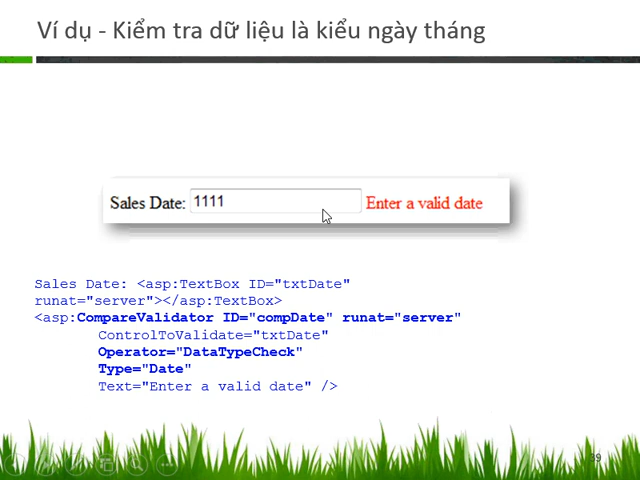 Ví dụ - Kiểm tra dữ liệu là kiểu ngày tháng
Sales Date: 1111 Enter a valid date
Sales Date: <asp:TextBox ID="txtDate"
runat="server"></asp:TextBox>
<asp:CompareValidator ID="compDate" runat="server"
ControlToValidate="txtDate"
Operator="DataTypeCheck"
Type="Date"
Text="Enter a valid date" />